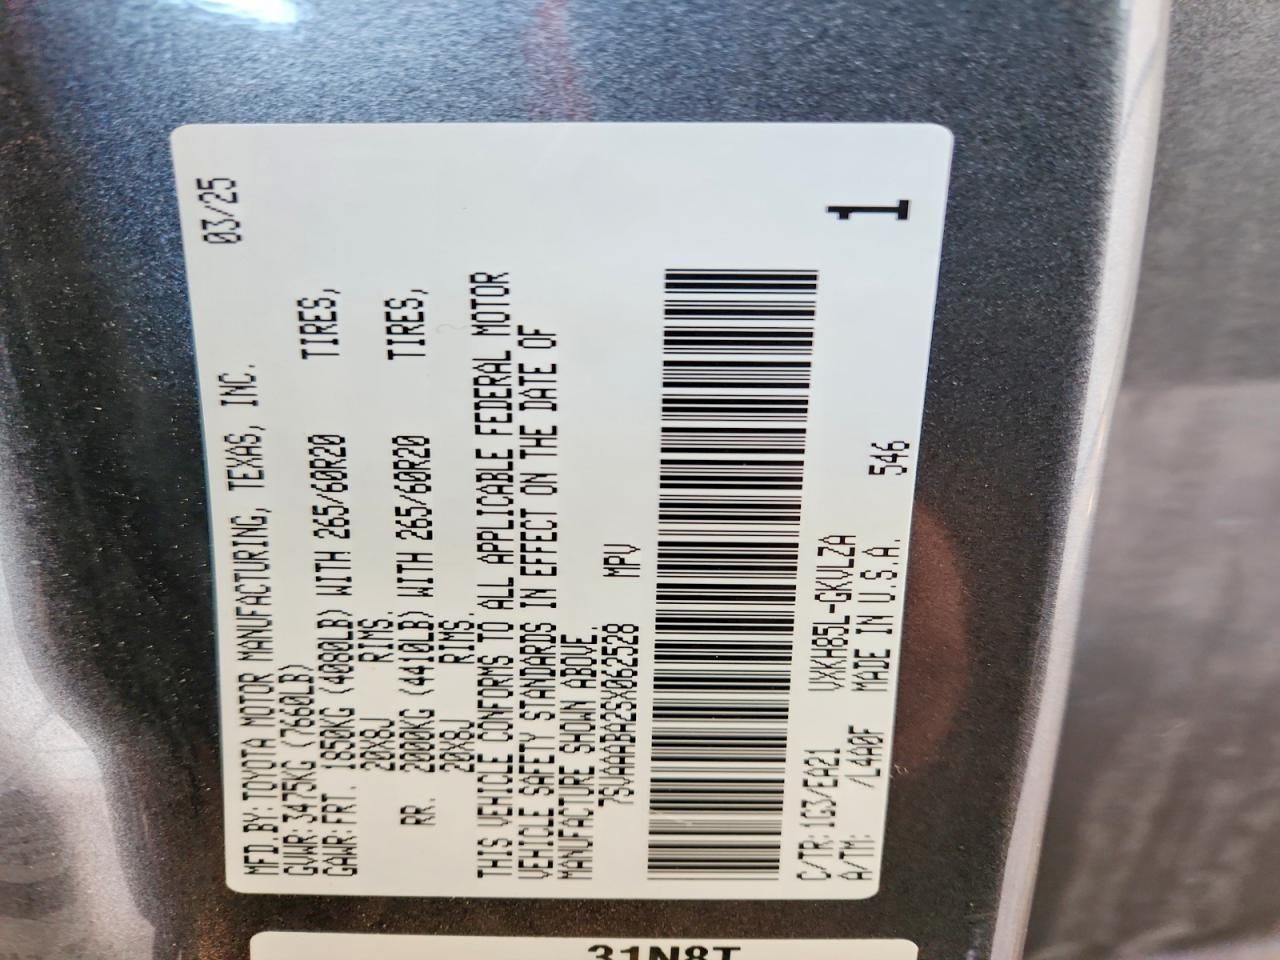 MFD.BY: TOYOTA MOTOR MANUFACTURING, TEXAS, INC. 03/25
GVWR: 3475KG (7660LB)
GAWR: FRT. 1850KG (4080LB) WITH 265/60R20 TIRES,
20X8J RIMS.
RR. 2000KG (4410LB) WITH 265/60R20 TIRES,
20X8J RIMS.
THIS VEHICLE CONFORMS TO ALL APPLICABLE FEDERAL MOTOR
VEHICLE SAFETY STANDARDS IN EFFECT ON THE DATE OF
MANUFACTURE SHOWN ABOVE.
7SVAAABA2SX062528 MPV
1
C/TR: 1G3/EA21 VXKH85L-GKVLZA
A/TM: /L4A0F MADE IN U.S.A. 546
31N8T